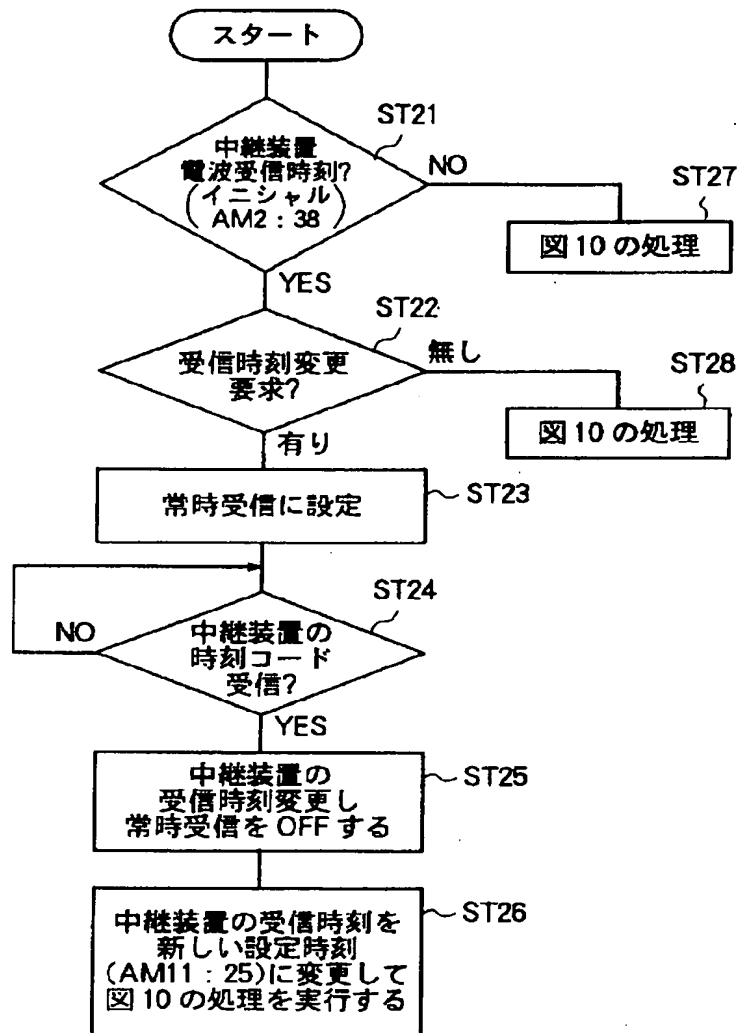 スタート
ST21
中継装置
電波受信時刻?
(イニシャル
AM2:38)
NO
ST27
図10の処理
YES
ST22
受信時刻変更
要求?
無し
ST28
図10の処理
有り
常時受信に設定
ST23
ST24
NO
中継装置の
時刻コード
受信?
YES
中継装置の
受信時刻変更し
常時受信をOFFする
ST25
中継装置の受信時刻を
新しい設定時刻
(AM11:25)に変更して
図10の処理を実行する
ST26